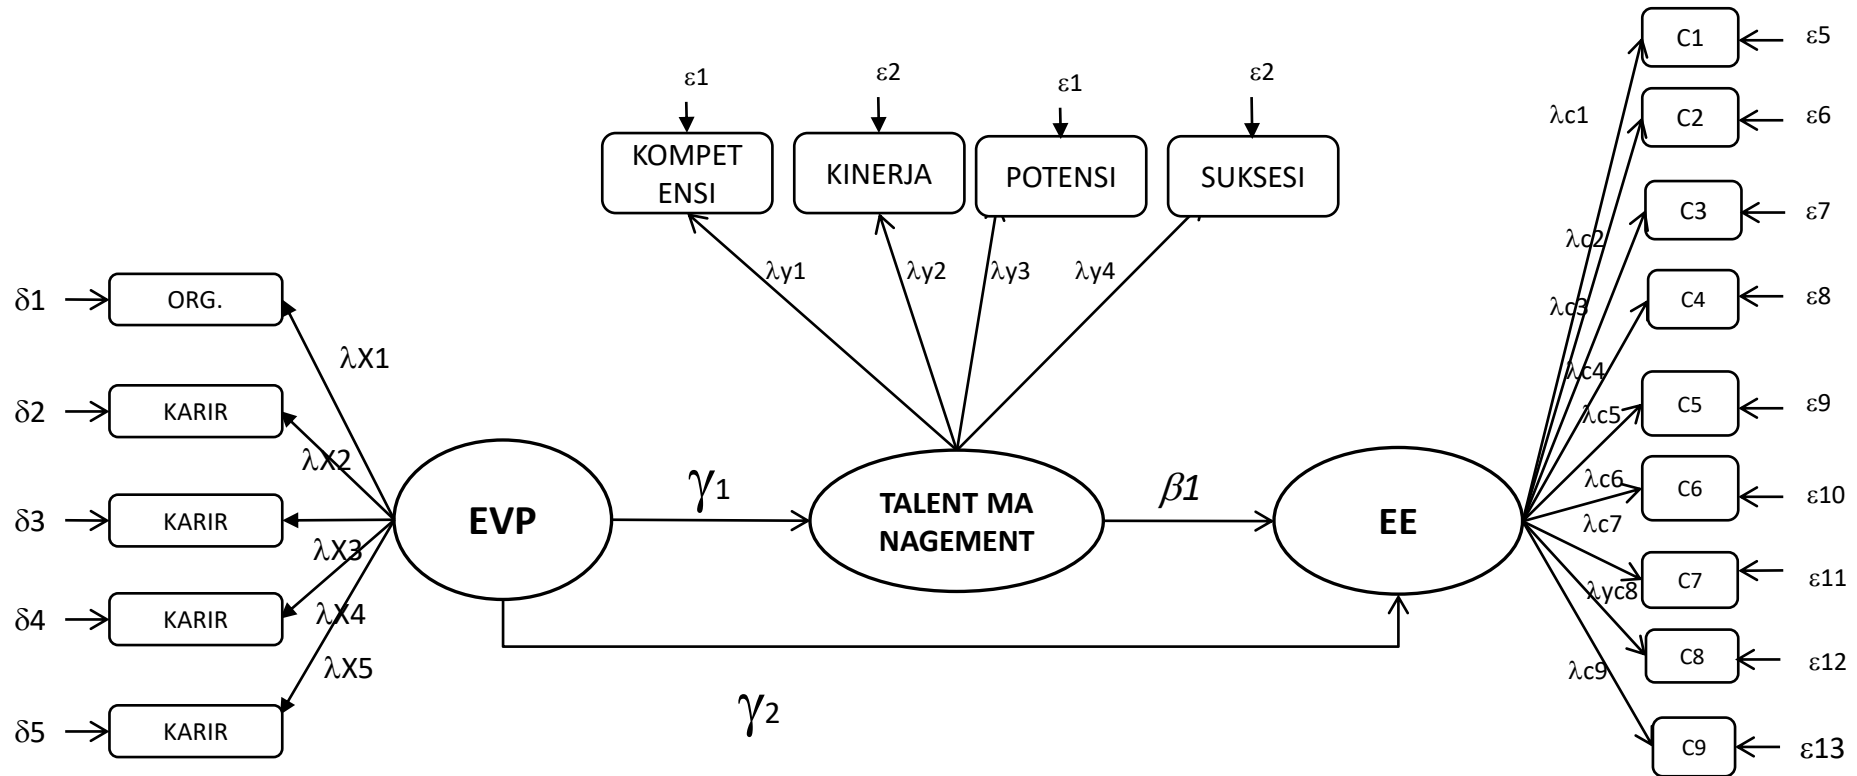 δ1
ORG.
λX1
δ2
KARIR
λX2
δ3
KARIR
λX3
δ4
KARIR
λX4
δ5
KARIR
λX5
EVP
γ1
γ2
ε1
ε2
ε1
ε2
KOMPET
ENSI
KINERJA
POTENSI
SUKSESI
λy1
λy2
λy3
λy4
TALENT MA
NAGEMENT
β1
EE
λc1
λc2
λc3
λc4
λc5
λc6
λc7
λyc8
λc9
C1
ε5
C2
ε6
C3
ε7
C4
ε8
C5
ε9
C6
ε10
C7
ε11
C8
ε12
C9
ε13